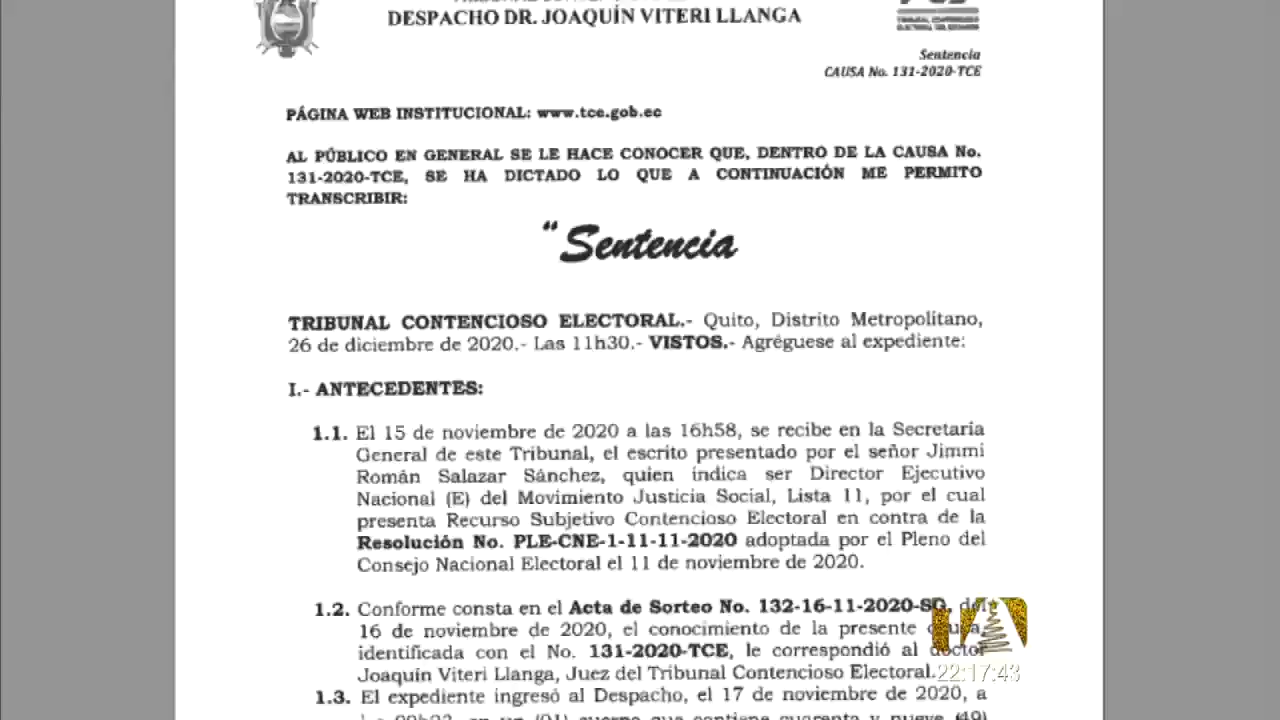 DESPACHO DR. JOAQUÍN VITERI LLANGA
Sentencia
CAUSA No. 131-2020-TCE
PÁGINA WEB INSTITUCIONAL: www.tce.gob.ec
AL PÚBLICO EN GENERAL SE LE HACE CONOCER QUE, DENTRO DE LA CAUSA No.
131-2020-TCE, SE HA DICTADO LO QUE A CONTINUACIÓN ME PERMITO
TRANSCRIBIR:
“Sentencia
TRIBUNAL CONTENCIOSO ELECTORAL.- Quito, Distrito Metropolitano,
26 de diciembre de 2020.- Las 11h30.- VISTOS.- Agréguese al expediente:
I.- ANTECEDENTES:
1.1. El 15 de noviembre de 2020 a las 16h58, se recibe en la Secretaría
General de este Tribunal, el escrito presentado por el señor Jimmi
Román Salazar Sánchez, quien indica ser Director Ejecutivo
Nacional (E) del Movimiento Justicia Social, Lista 11, por el cual
presenta Recurso Subjetivo Contencioso Electoral en contra de la
Resolución No. PLE-CNE-1-11-11-2020 adoptada por el Pleno del
Consejo Nacional Electoral el 11 de noviembre de 2020.
1.2. Conforme consta en el Acta de Sorteo No. 132-16-11-2020-SG, del
16 de noviembre de 2020, el conocimiento de la presente causa,
identificada con el No. 131-2020-TCE, le correspondió al doctor
Joaquín Viteri Llanga, Juez del Tribunal Contencioso Electoral.
22:17:43
1.3. El expediente ingresó al Despacho, el 17 de noviembre de 2020, a